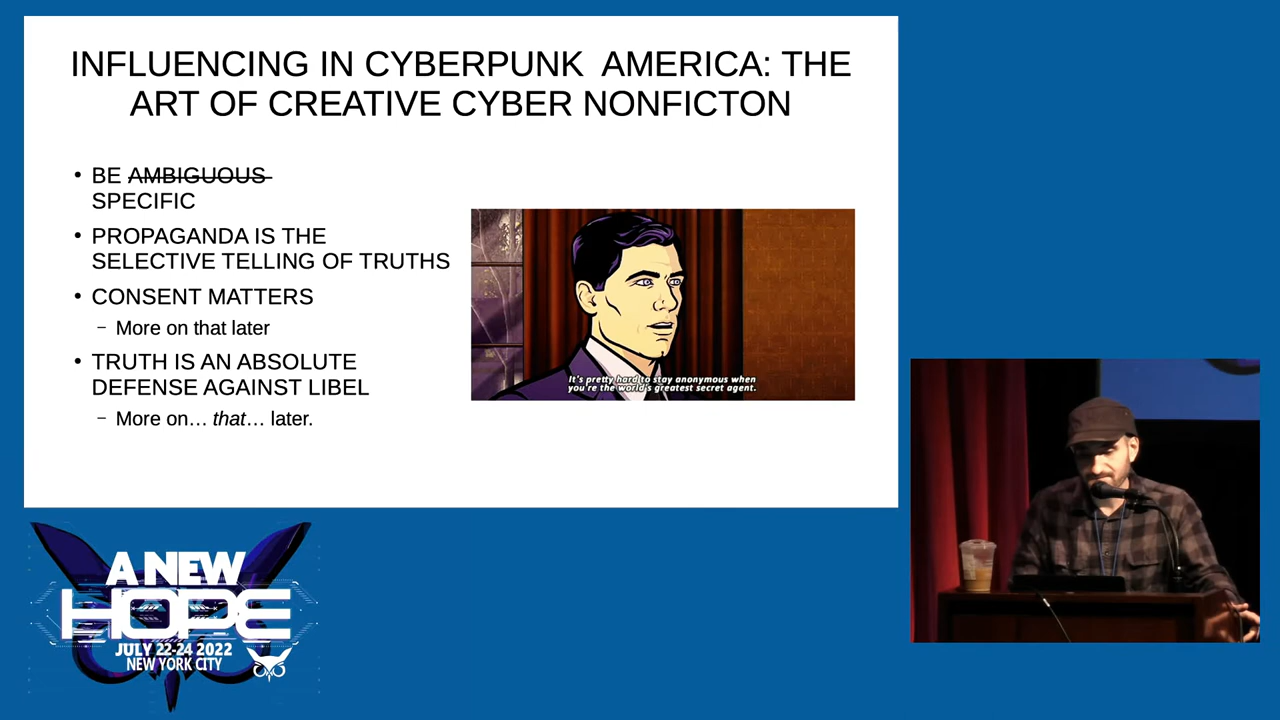 INFLUENCING IN CYBERPUNK AMERICA: THE
ART OF CREATIVE CYBER NONFICTON
• BE AMBIGUOUS
SPECIFIC
• PROPAGANDA IS THE
SELECTIVE TELLING OF TRUTHS
• CONSENT MATTERS
– More on that later
• TRUTH IS AN ABSOLUTE
DEFENSE AGAINST LIBEL
– More on… that… later.
It's pretty hard to stay anonymous when
you're the world's greatest secret agent.
A NEW
HOPE
JULY 22-24 2022
NEW YORK CITY